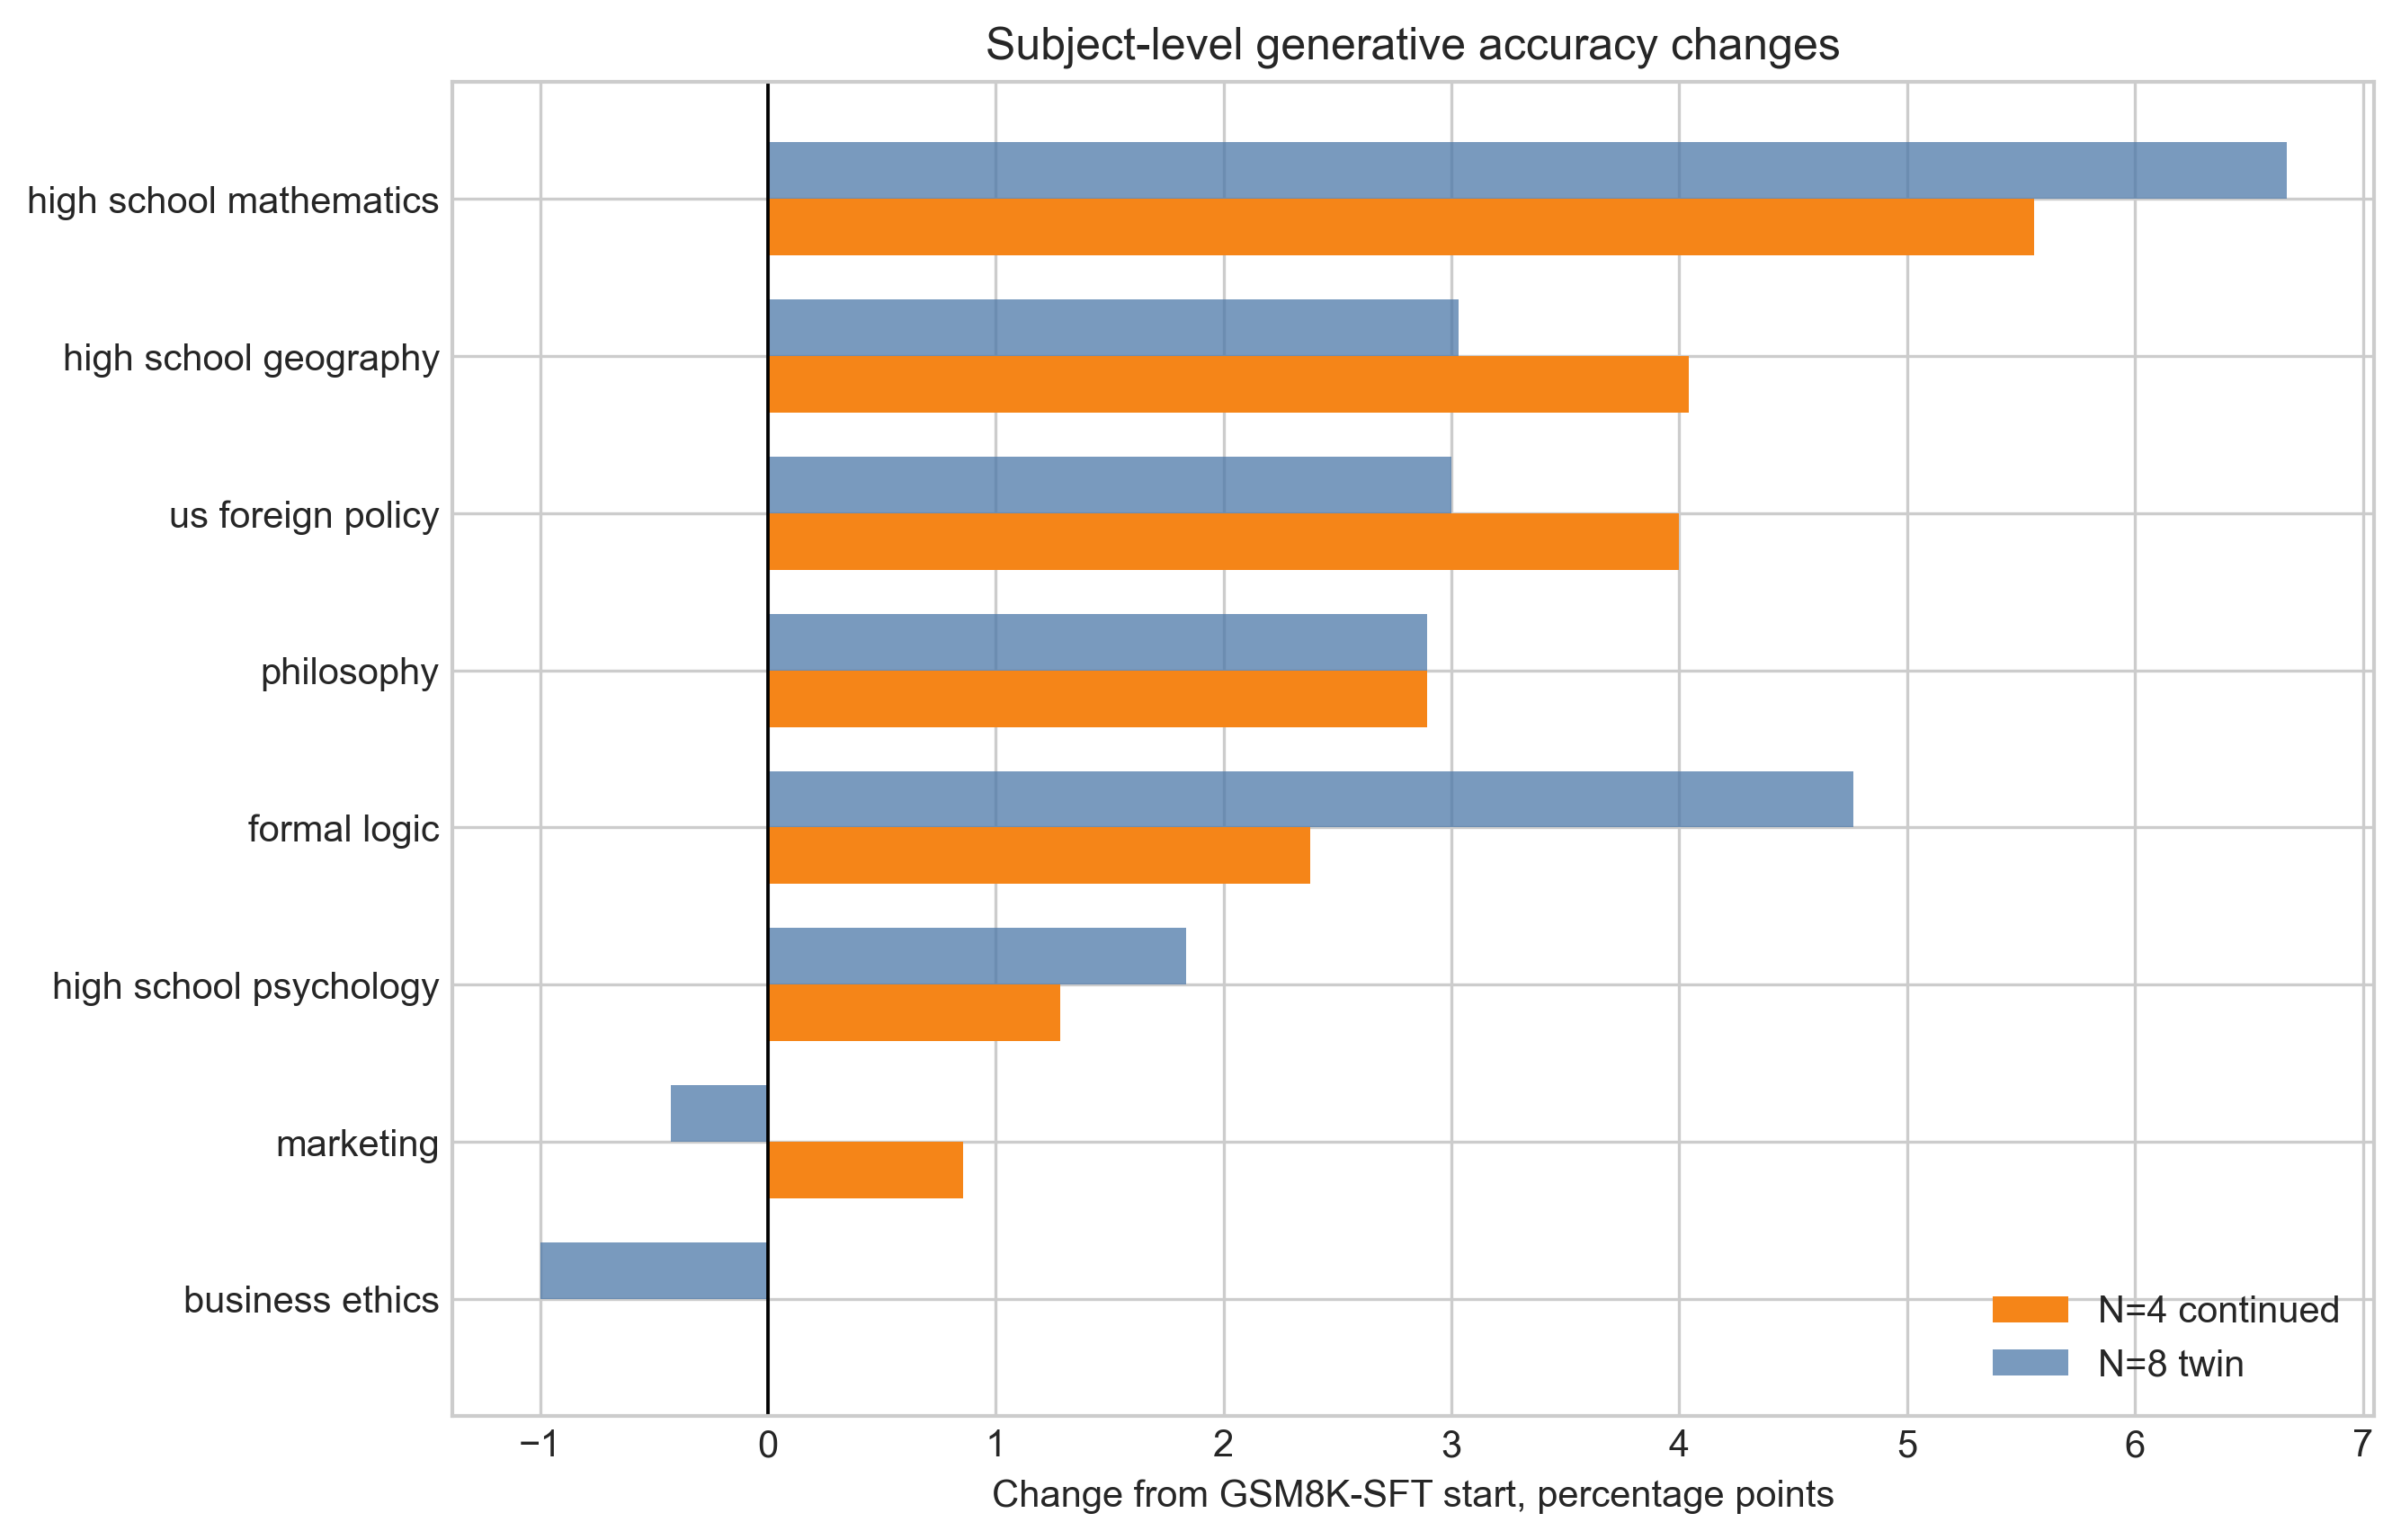 Subject-level generative accuracy changes
high school mathematics
high school geography
us foreign policy
philosophy
formal logic
high school psychology
marketing
business ethics
N=4 continued
N=8 twin
−1 0 1 2 3 4 5 6 7
Change from GSM8K-SFT start, percentage points